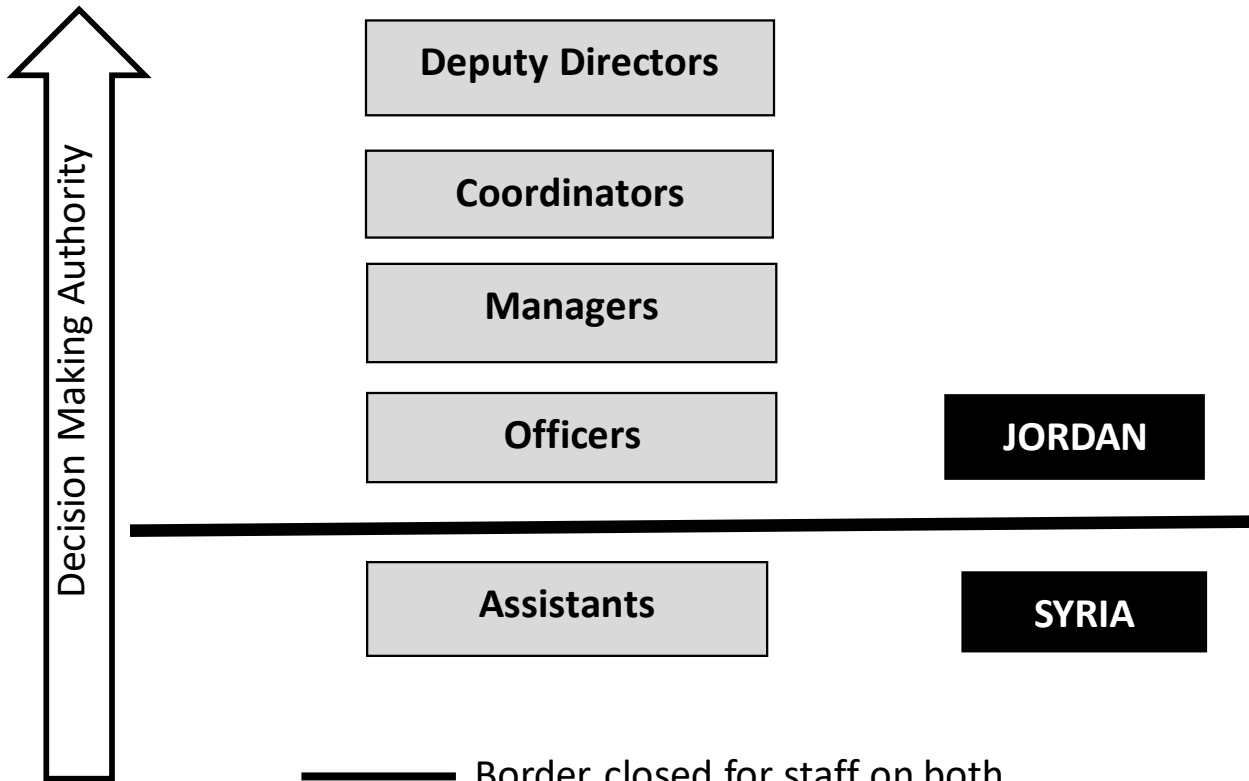 Decision Making Authority
Deputy Directors
Coordinators
Managers
Officers
JORDAN
Assistants
SYRIA
Border closed for staff on both